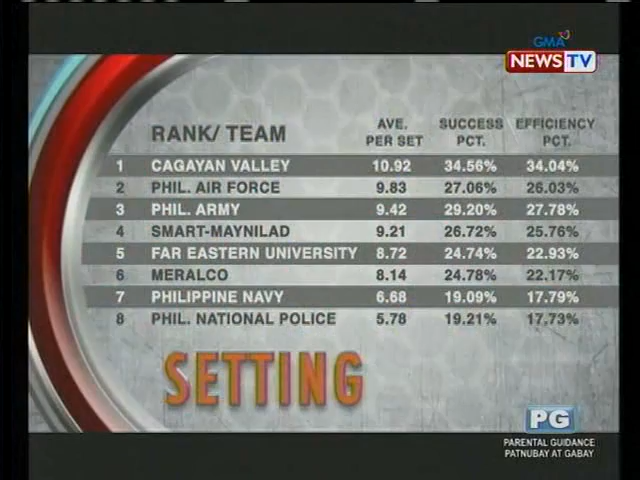 GMA
NEWS TV
RANK/ TEAM AVE. PER SET SUCCESS PCT. EFFICIENCY PCT.
1 CAGAYAN VALLEY 10.92 34.56% 34.04%
2 PHIL. AIR FORCE 9.83 27.06% 26.03%
3 PHIL. ARMY 9.42 29.20% 27.78%
4 SMART-MAYNILAD 9.21 26.72% 25.76%
5 FAR EASTERN UNIVERSITY 8.72 24.74% 22.93%
6 MERALCO 8.14 24.78% 22.17%
7 PHILIPPINE NAVY 6.68 19.09% 17.79%
8 PHIL. NATIONAL POLICE 5.78 19.21% 17.73%
SETTING
PG
PARENTAL GUIDANCE
PATNUBAY AT GABAY